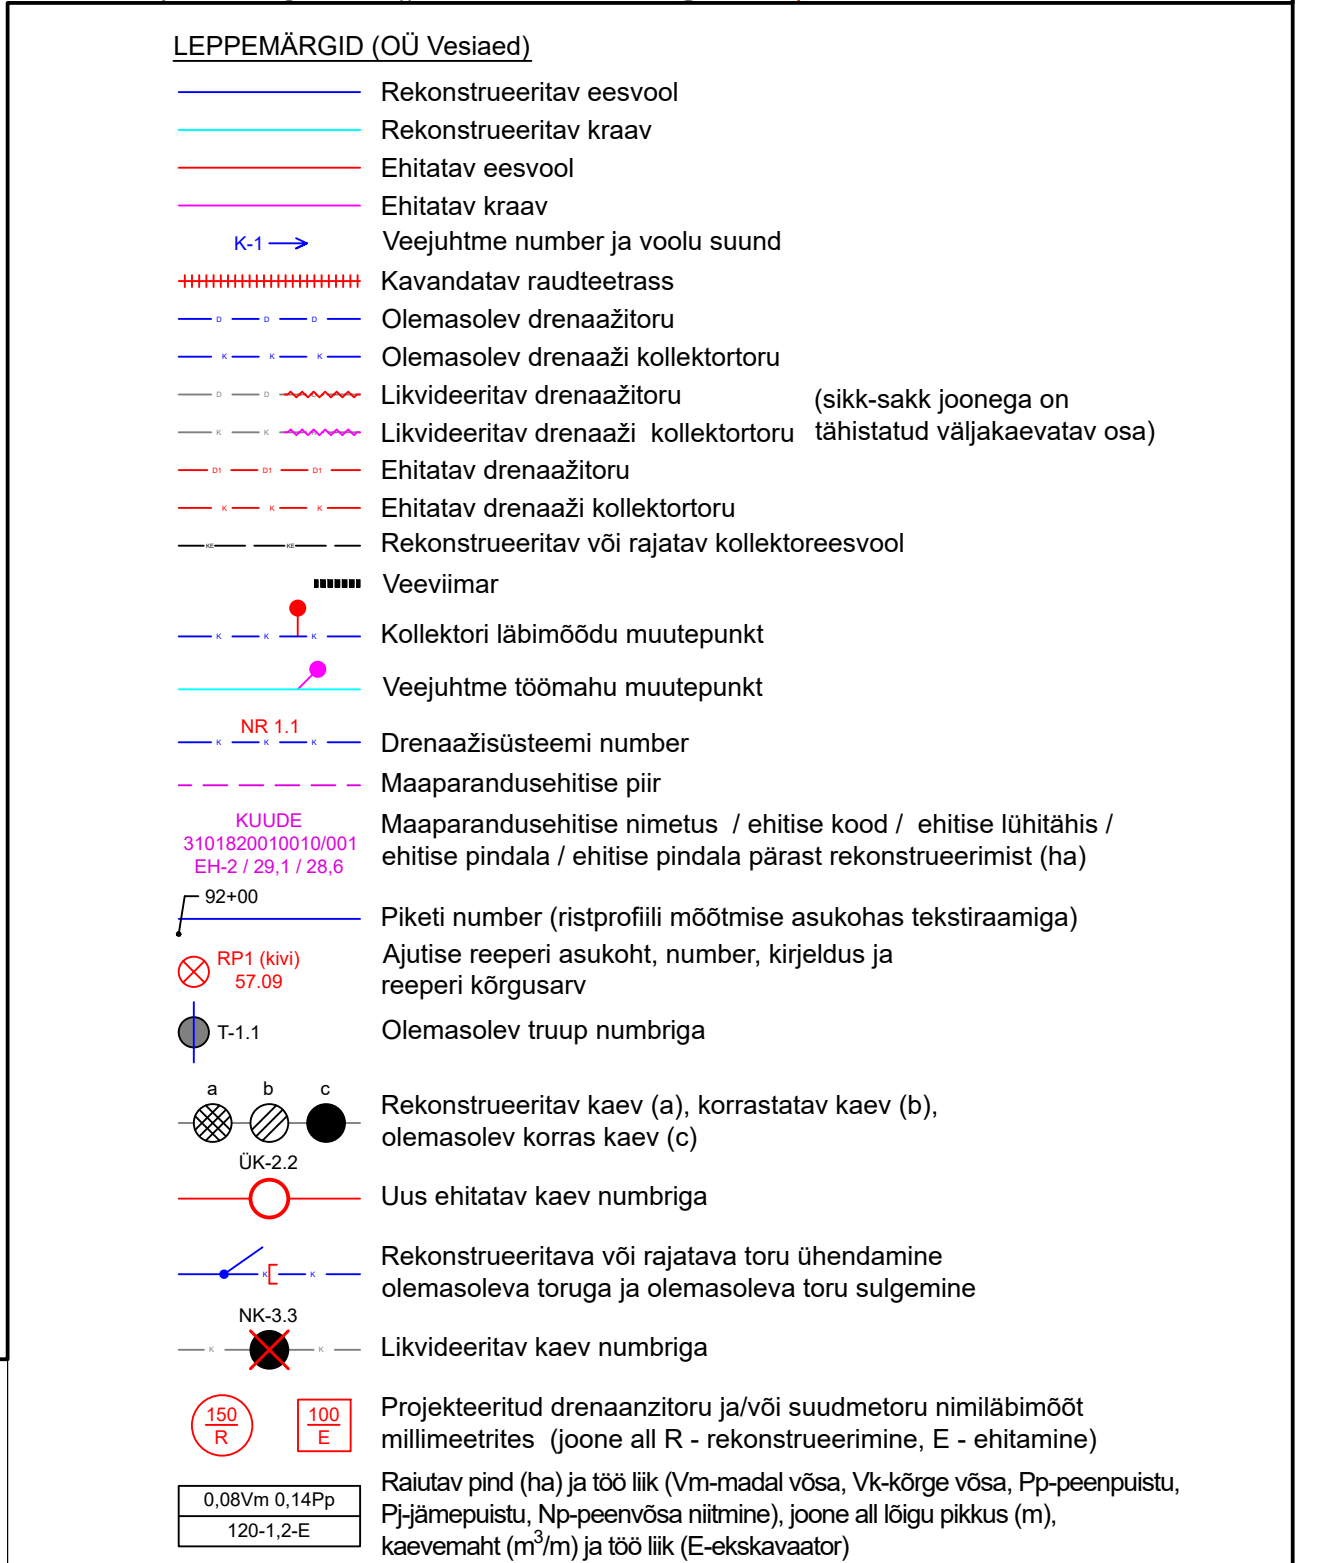 LEPPEMÄRGID (OÜ Vesiaed)
Rekonstrueeritav eesvool
Rekonstrueeritav kraav
Ehitatav eesvool
Ehitatav kraav
K-1 Veejuhtme number ja voolu suund
Kavandatav raudteetrass
D D D Olemasolev drenaažitoru
K K K Olemasolev drenaaži kollektortoru
D D Likvideeritav drenaažitoru (sikk-sakk joonega on
K K Likvideeritav drenaaži kollektortoru tähistatud väljakaevatav osa)
D1 D1 D1 Ehitatav drenaažitoru
K K K Ehitatav drenaaži kollektortoru
KE KE Rekonstrueeritav või rajatav kollektoreesvool
Veeviimar
K K K Kollektori läbimõõdu muutepunkt
Veejuhtme töömahu muutepunkt
NR 1.1
K K K Drenaažisüsteemi number
Maaparandusehitise piir
KUUDE
3101820010010/001
EH-2 / 29,1 / 28,6
Maaparandusehitise nimetus / ehitise kood / ehitise lühitähis /
ehitise pindala / ehitise pindala pärast rekonstrueerimist (ha)
92+00
Piketi number (ristprofiili mõõtmise asukohas tekstiraamiga)
RP1 (kivi)
57.09
Ajutise reeperi asukoht, number, kirjeldus ja
reeperi kõrgusarv
T-1.1 Olemasolev truup numbriga
a b c
Rekonstrueeritav kaev (a), korrastatav kaev (b),
olemasolev korras kaev (c)
ÜK-2.2
Uus ehitatav kaev numbriga
K K
Rekonstrueeritava või rajatava toru ühendamine
olemasoleva toruga ja olemasoleva toru sulgemine
NK-3.3
K K Likvideeritav kaev numbriga
150
R
100
E
Projekteeritud drenaanzitoru ja/või suudmetoru nimiläbimõõt
millimeetrites (joone all R - rekonstrueerimine, E - ehitamine)
0,08Vm 0,14Pp
120-1,2-E
Raiutav pind (ha) ja töö liik (Vm-madal võsa, Vk-kõrge võsa, Pp-peenpuistu,
Pj-jämepuistu, Np-peenvõsa niitmine), joone all lõigu pikkus (m),
kaevemaht (m³/m) ja töö liik (E-ekskavaator)